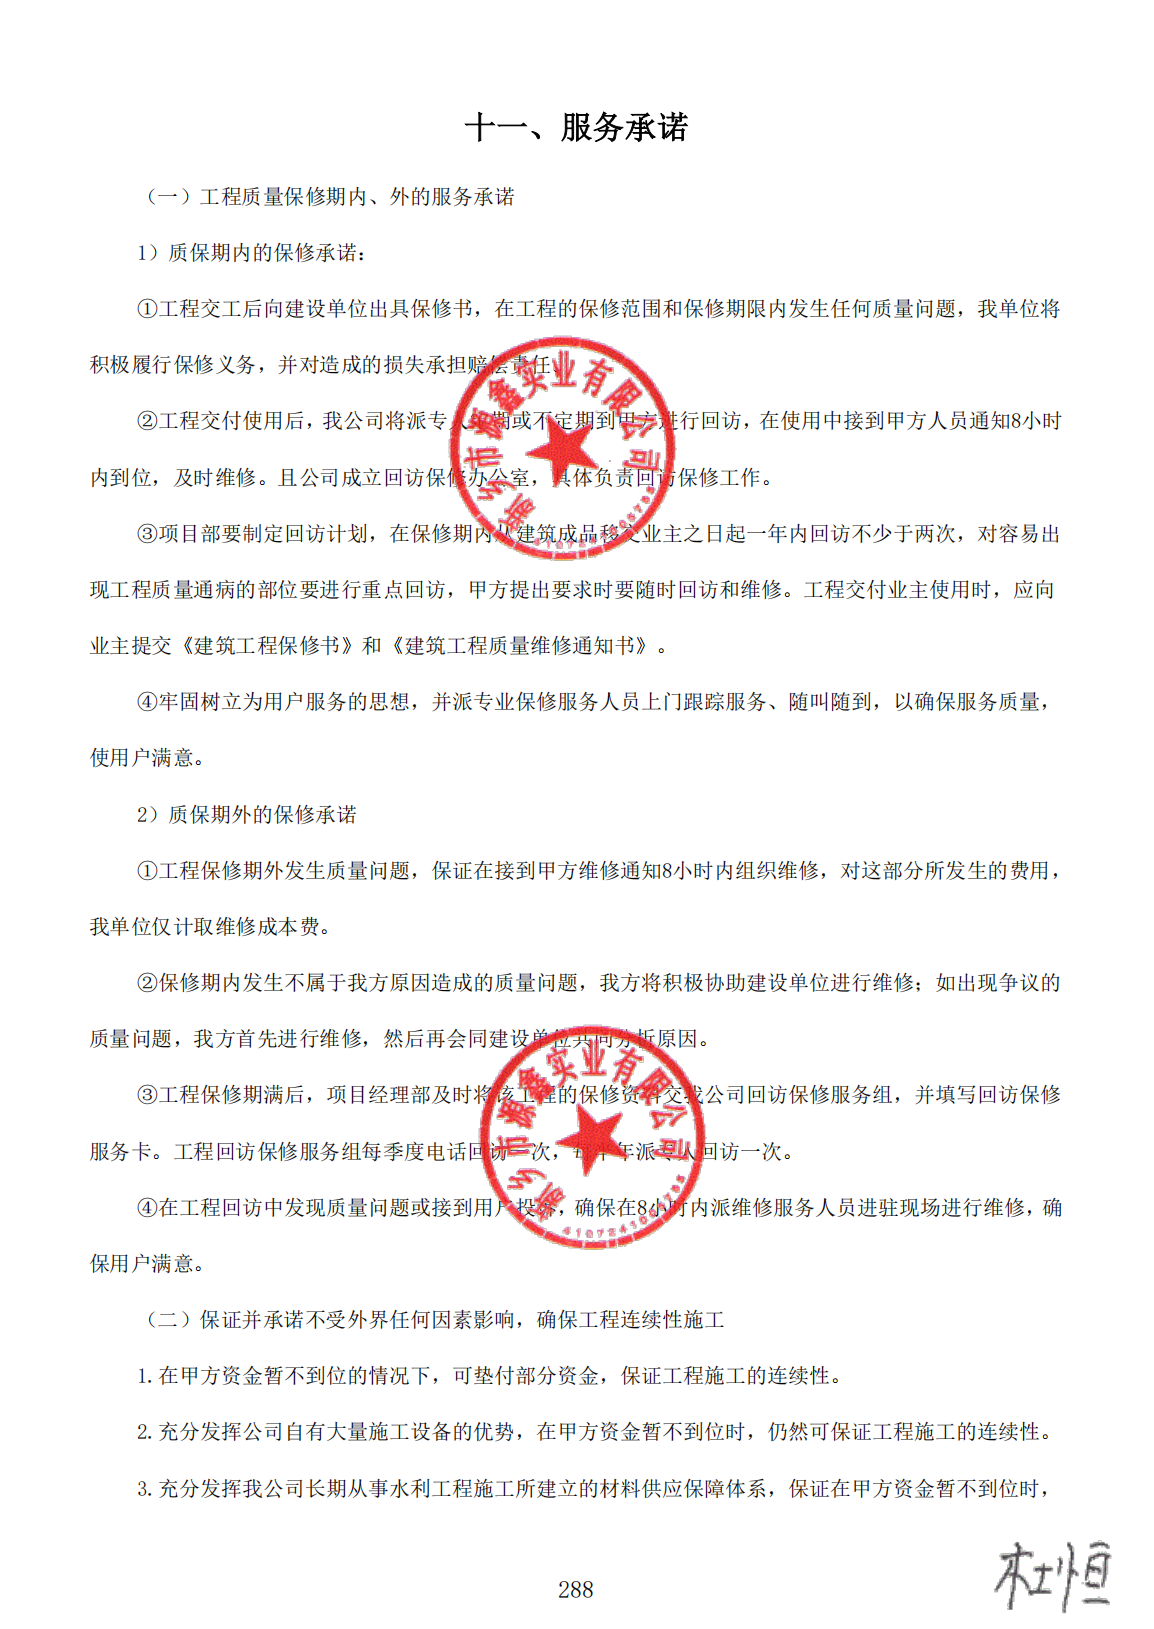 十一、服务承诺
（一）工程质量保修期内、外的服务承诺
1）质保期内的保修承诺：
①工程交工后向建设单位出具保修书，在工程的保修范围和保修期限内发生任何质量问题，我单位将
积极履行保修义务，并对造成的损失承担赔偿责任。
②工程交付使用后，我公司将派专人定期或不定期到甲方进行回访，在使用中接到甲方人员通知8小时
内到位，及时维修。且公司成立回访保修办公室，具体负责回访保修工作。
③项目部要制定回访计划，在保修期内从建筑成品移交业主之日起一年内回访不少于两次，对容易出
现工程质量通病的部位要进行重点回访，甲方提出要求时要随时回访和维修。工程交付业主使用时，应向
业主提交《建筑工程保修书》和《建筑工程质量维修通知书》。
④牢固树立为用户服务的思想，并派专业保修服务人员上门跟踪服务、随叫随到，以确保服务质量，
使用户满意。
2）质保期外的保修承诺
①工程保修期外发生质量问题，保证在接到甲方维修通知8小时内组织维修，对这部分所发生的费用，
我单位仅计取维修成本费。
②保修期内发生不属于我方原因造成的质量问题，我方将积极协助建设单位进行维修；如出现争议的
质量问题，我方首先进行维修，然后再会同建设单位共同分析原因。
③工程保修期满后，项目经理部及时将该工程的保修资料交我公司回访保修服务组，并填写回访保修
服务卡。工程回访保修服务组每季度电话回访一次，每半年派专人回访一次。
④在工程回访中发现质量问题或接到用户投诉，确保在8小时内派维修服务人员进驻现场进行维修，确
保用户满意。
（二）保证并承诺不受外界任何因素影响，确保工程连续性施工
1.在甲方资金暂不到位的情况下，可垫付部分资金，保证工程施工的连续性。
2.充分发挥公司自有大量施工设备的优势，在甲方资金暂不到位时，仍然可保证工程施工的连续性。
3.充分发挥我公司长期从事水利工程施工所建立的材料供应保障体系，保证在甲方资金暂不到位时，
288
杜恒
新乡市源鑫实业有限公司
新乡市源鑫实业有限公司